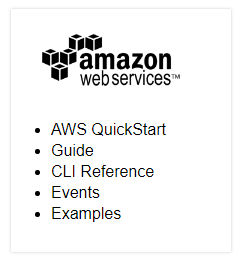 amazon
webservices™
AWS QuickStart
Guide
CLI Reference
Events
Examples